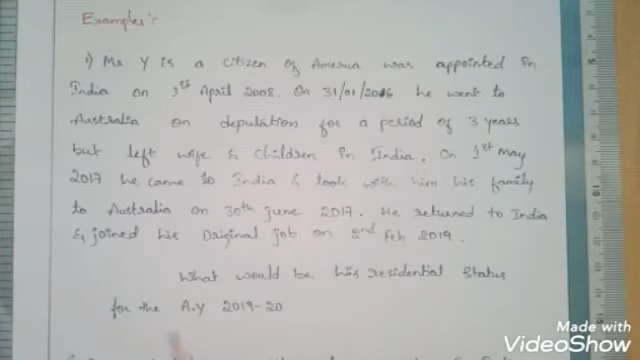 Examples :-
1) Mr Y is a citizen of America was appointed in
India on 1st April 2008. On 31/01/2016 he went to
Australia on deputation for a period of 3 years
but left wife & children in India. On 1st May
2017 he came to India & took with him his family
to Australia on 30th june 2017. He returned to India
& joined his Original job on 2nd Feb 2019.
What would be his residential status
for the A.Y 2019-20
Made with
VideoShow